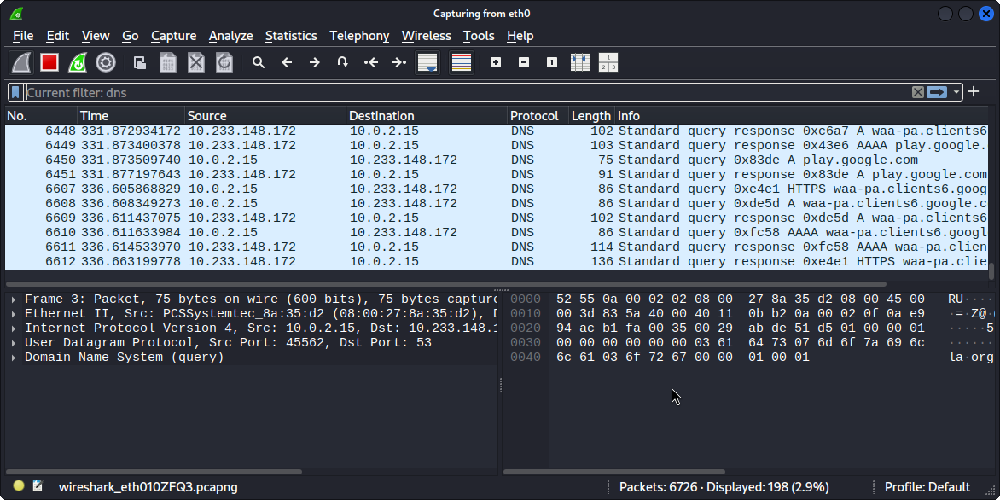 Capturing from eth0
File Edit View Go Capture Analyze Statistics Telephony Wireless Tools Help
Current filter: dns
No. Time Source Destination Protocol Length Info
6448 331.872934172 10.233.148.172 10.0.2.15 DNS 102 Standard query response 0xc6a7 A waa-pa.clients6
6449 331.873400378 10.233.148.172 10.0.2.15 DNS 103 Standard query response 0x43e6 AAAA play.google.
6450 331.873509740 10.0.2.15 10.233.148.172 DNS 75 Standard query 0x83de A play.google.com
6451 331.877197643 10.233.148.172 10.0.2.15 DNS 91 Standard query response 0x83de A play.google.com
6607 336.605868829 10.0.2.15 10.233.148.172 DNS 86 Standard query 0xe4e1 HTTPS waa-pa.clients6.goog
6608 336.608349273 10.0.2.15 10.233.148.172 DNS 86 Standard query 0xde5d A waa-pa.clients6.google.c
6609 336.611437075 10.233.148.172 10.0.2.15 DNS 102 Standard query response 0xde5d A waa-pa.clients6
6610 336.611633984 10.0.2.15 10.233.148.172 DNS 86 Standard query 0xfc58 AAAA waa-pa.clients6.googl
6611 336.614533970 10.233.148.172 10.0.2.15 DNS 114 Standard query response 0xfc58 AAAA waa-pa.clien
6612 336.663199778 10.233.148.172 10.0.2.15 DNS 136 Standard query response 0xe4e1 HTTPS waa-pa.clie
Frame 3: Packet, 75 bytes on wire (600 bits), 75 bytes capture
Ethernet II, Src: PCSSystemtec_8a:35:d2 (08:00:27:8a:35:d2), D
Internet Protocol Version 4, Src: 10.0.2.15, Dst: 10.233.148.1
User Datagram Protocol, Src Port: 45562, Dst Port: 53
Domain Name System (query)
0000 52 55 0a 00 02 02 08 00 27 8a 35 d2 08 00 45 00 RU····
0010 00 3d 83 5a 40 00 40 11 0b b2 0a 00 02 0f 0a e9 ·=·Z@·
0020 94 ac b1 fa 00 35 00 29 ab de 51 d5 01 00 00 01 ·····5
0030 00 00 00 00 00 00 03 61 64 73 07 6d 6f 7a 69 6c ······
0040 6c 61 03 6f 72 67 00 00 01 00 01 la·org
wireshark_eth010ZFQ3.pcapng
Packets: 6726 · Displayed: 198 (2.9%)
Profile: Default